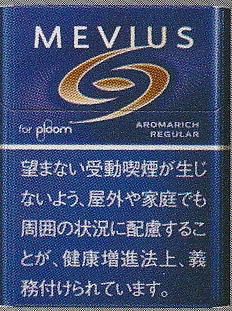 MEVIUS
for ploom
AROMARICH
REGULAR
望まない受動喫煙が生じ
ないよう、屋外や家庭でも
周囲の状況に配慮するこ
とが、健康増進法上、義
務付けられています。